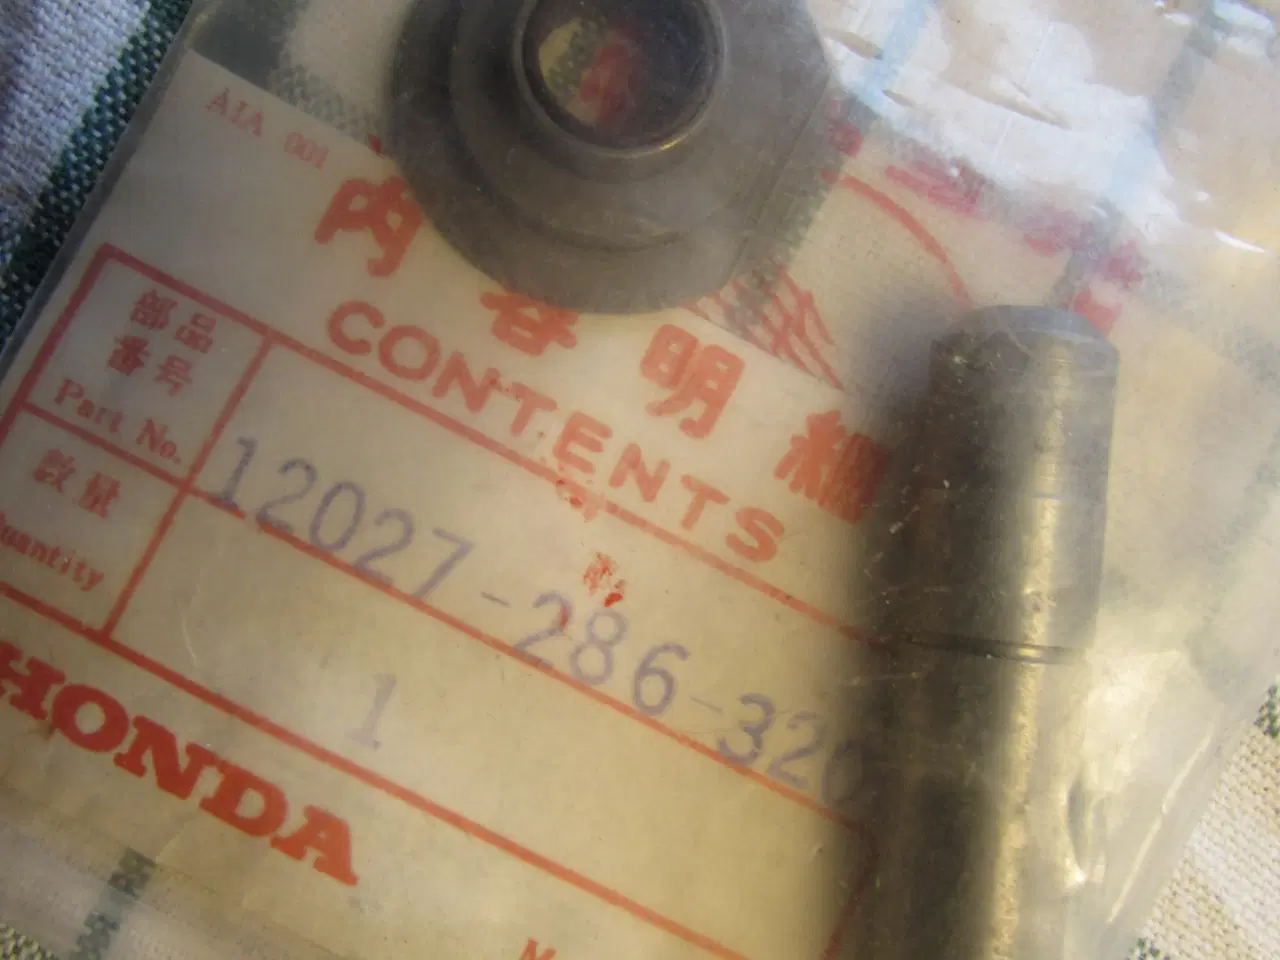 AIA 001
内容明細
CONTENTS
部品
番号
Part No.
12027-286-320
数量
Quantity
1
HONDA